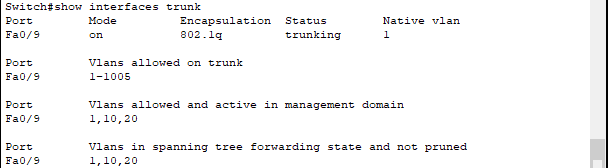 Switch#show interfaces trunk
Port        Mode         Encapsulation  Status        Native vlan
Fa0/9       on           802.1q         trunking      1
Port        Vlans allowed on trunk
Fa0/9       1-1005
Port        Vlans allowed and active in management domain
Fa0/9       1,10,20
Port        Vlans in spanning tree forwarding state and not pruned
Fa0/9       1,10,20